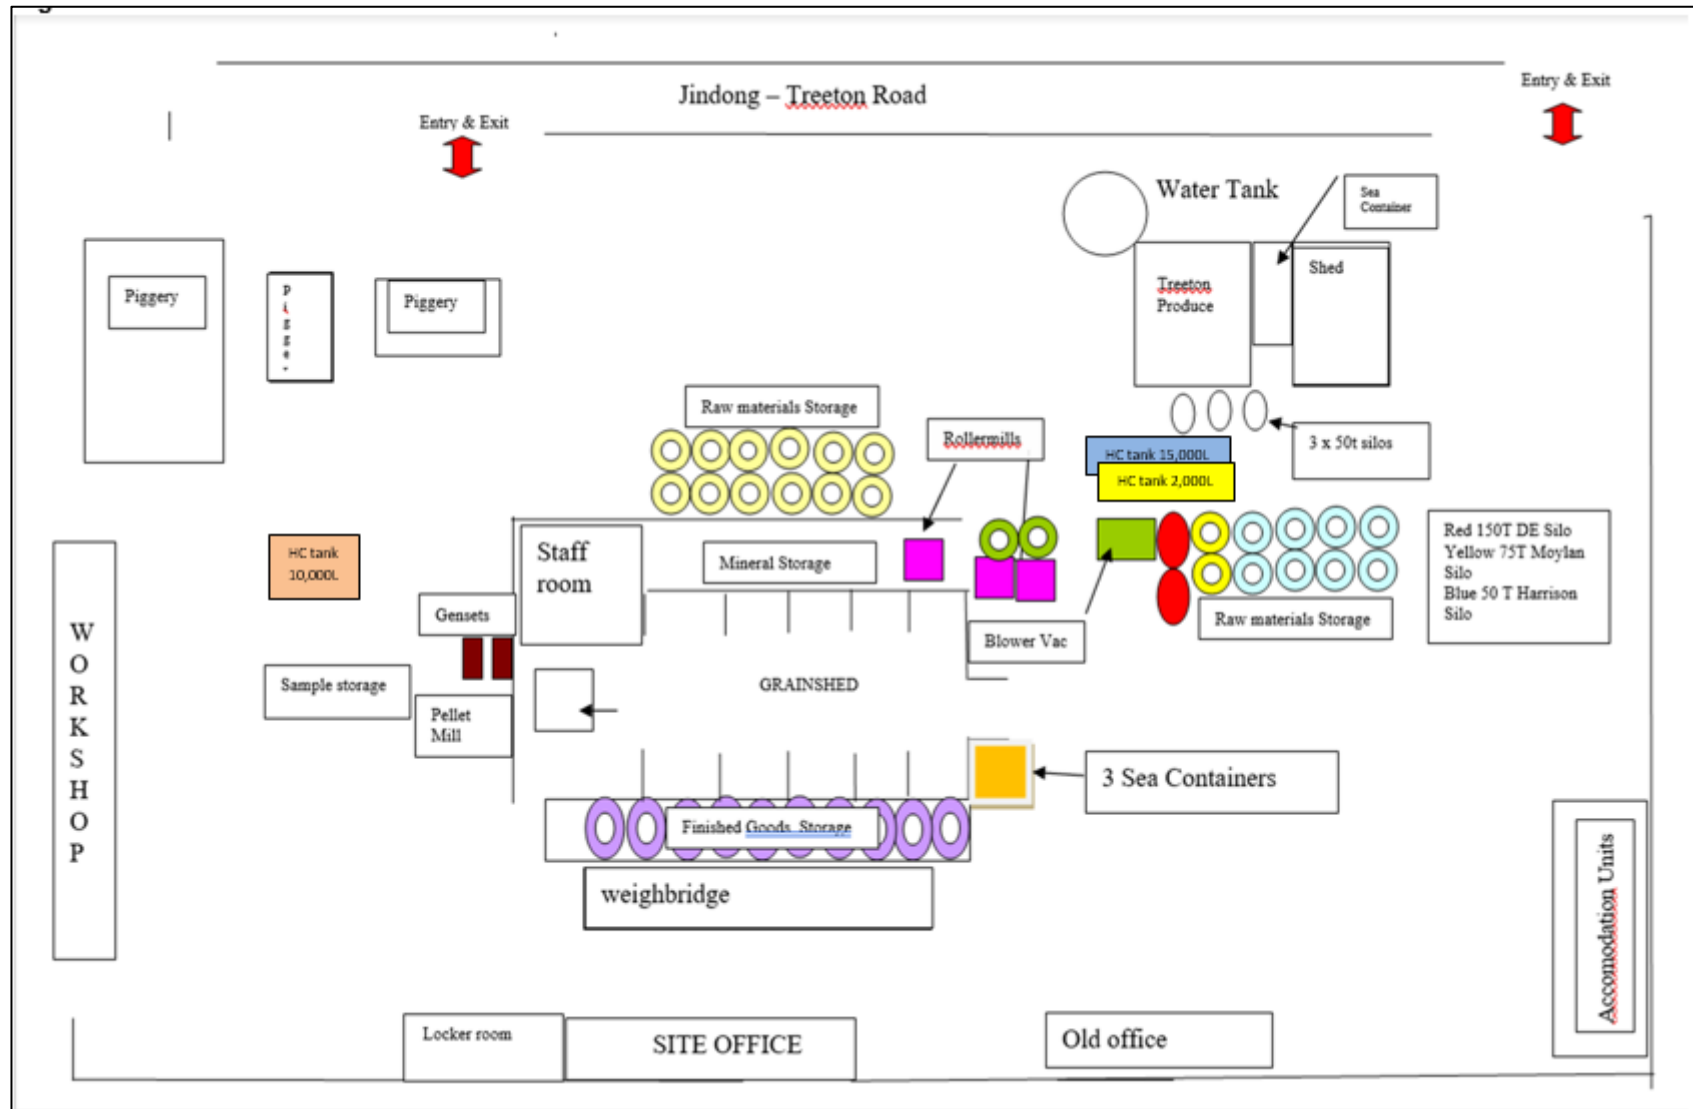 Jindong – Treeton Road
Entry & Exit
Entry & Exit
Water Tank
Sea
Container
Shed
Treeton
Produce
Piggery
P
i
g
g
e
Piggery
Raw materials Storage
Rollermills
3 x 50t silos
HC tank 15,000L
HC tank 2,000L
Red 150T DE Silo
Yellow 75T Moylan
Silo
Blue 50 T Harrison
Silo
HC tank
10,000L
Staff
room
Mineral Storage
Gensets
Blower Vac
Raw materials Storage
WORKSHOP
Sample storage
Pellet
Mill
GRAINSHED
3 Sea Containers
Finished Goods Storage
weighbridge
Accomodation Units
Locker room
SITE OFFICE
Old office